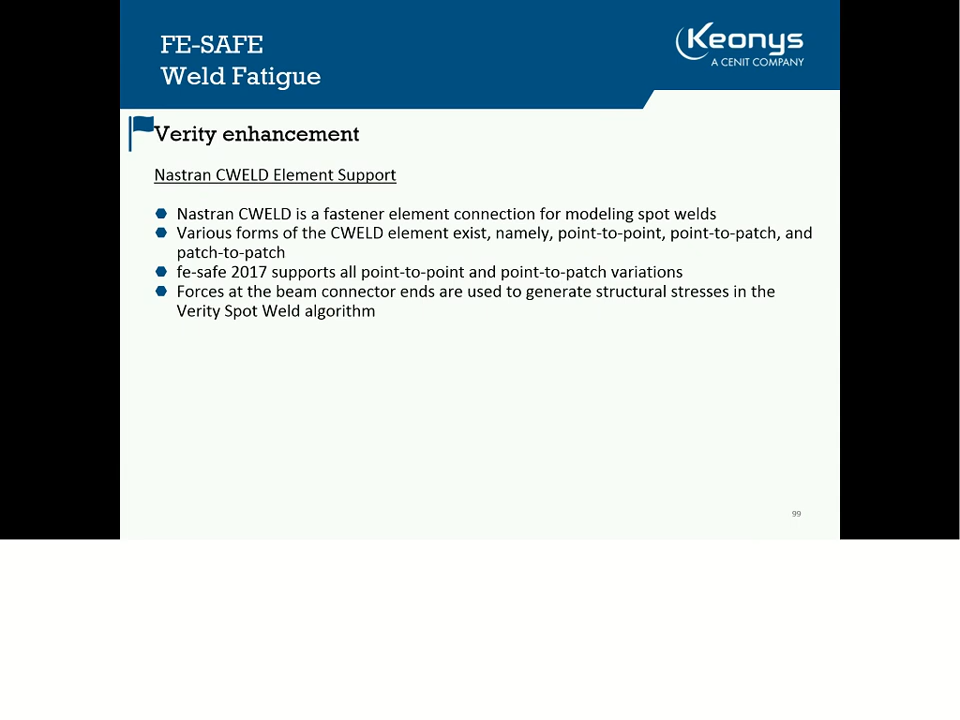 FE-SAFE
Weld Fatigue
Keonys
A CENIT COMPANY
Verity enhancement
Nastran CWELD Element Support
Nastran CWELD is a fastener element connection for modeling spot welds
Various forms of the CWELD element exist, namely, point-to-point, point-to-patch, and
patch-to-patch
fe-safe 2017 supports all point-to-point and point-to-patch variations
Forces at the beam connector ends are used to generate structural stresses in the
Verity Spot Weld algorithm
99